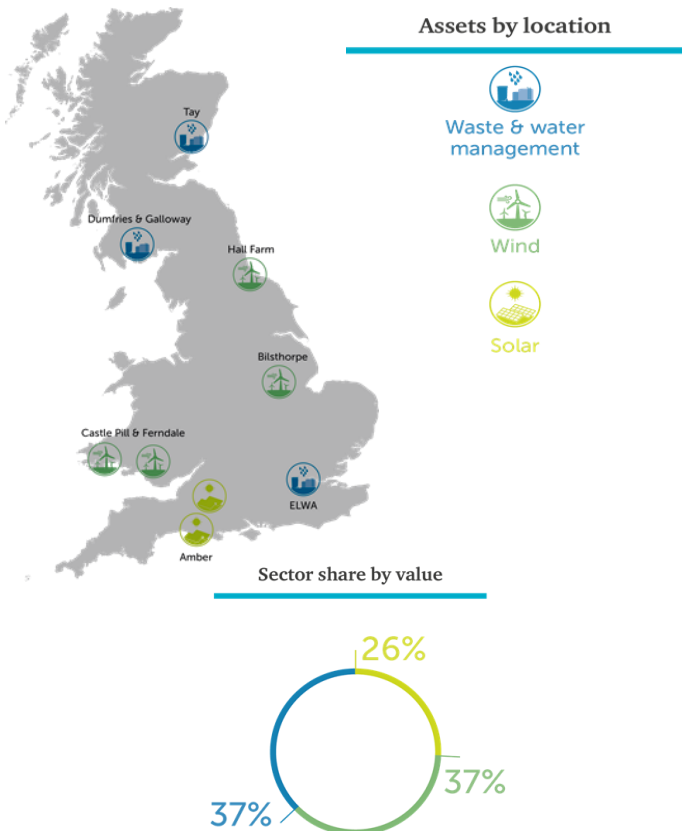 Assets by location
Waste & water
management
Wind
Solar
Tay
Dumfries & Galloway
Hall Farm
Bilsthorpe
Castle Pill & Ferndale
ELWA
Amber
Sector share by value
26%
37%
37%